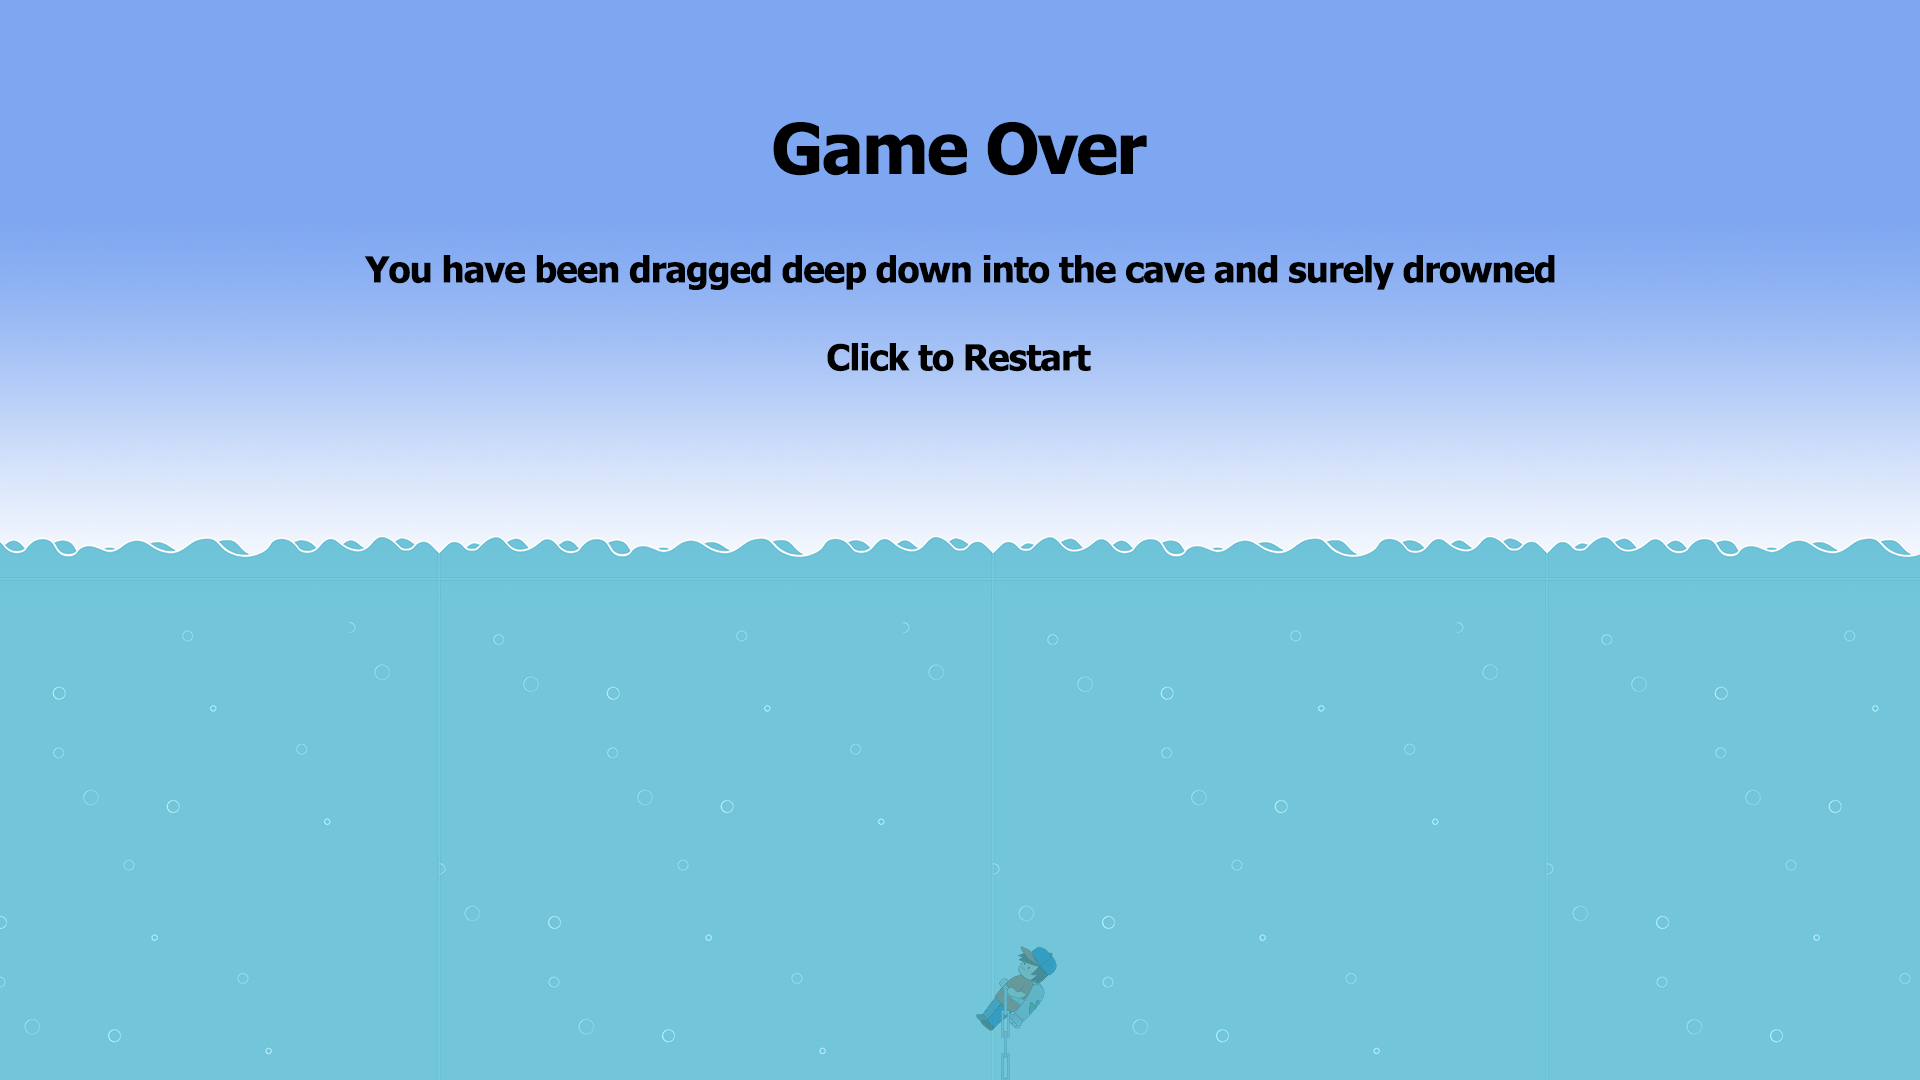 Game Over
You have been dragged deep down into the cave and surely drowned
Click to Restart